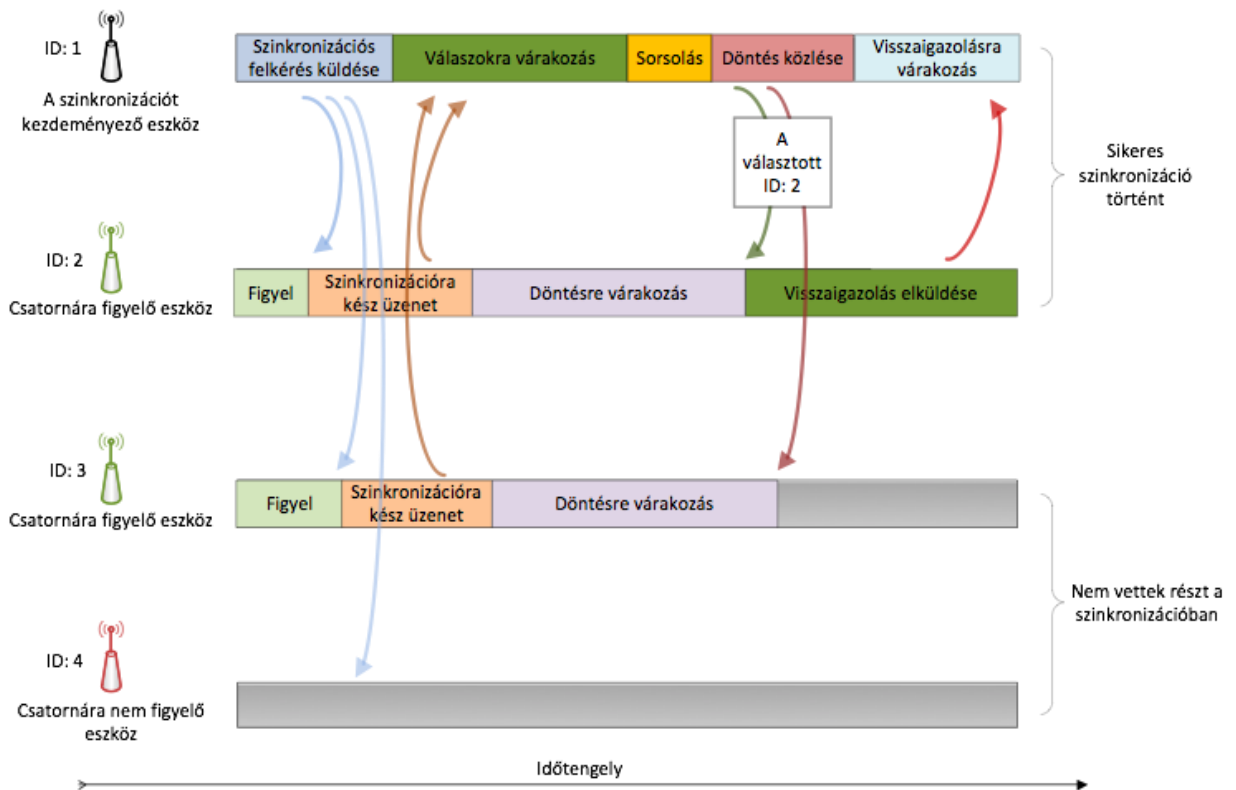 ID: 1
A szinkronizációt
kezdeményező eszköz
Szinkronizációs
felkérés küldése
Válaszokra várakozás
Sorsolás
Döntés közlése
Visszaigazolásra
várakozás
A
választott
ID: 2
Sikeres
szinkronizáció
történt
ID: 2
Csatornára figyelő eszköz
Figyel
Szinkronizációra
kész üzenet
Döntésre várakozás
Visszaigazolás elküldése
ID: 3
Csatornára figyelő eszköz
Figyel
Szinkronizációra
kész üzenet
Döntésre várakozás
Nem vettek részt a
szinkronizációban
ID: 4
Csatornára nem figyelő
eszköz
Időtengely